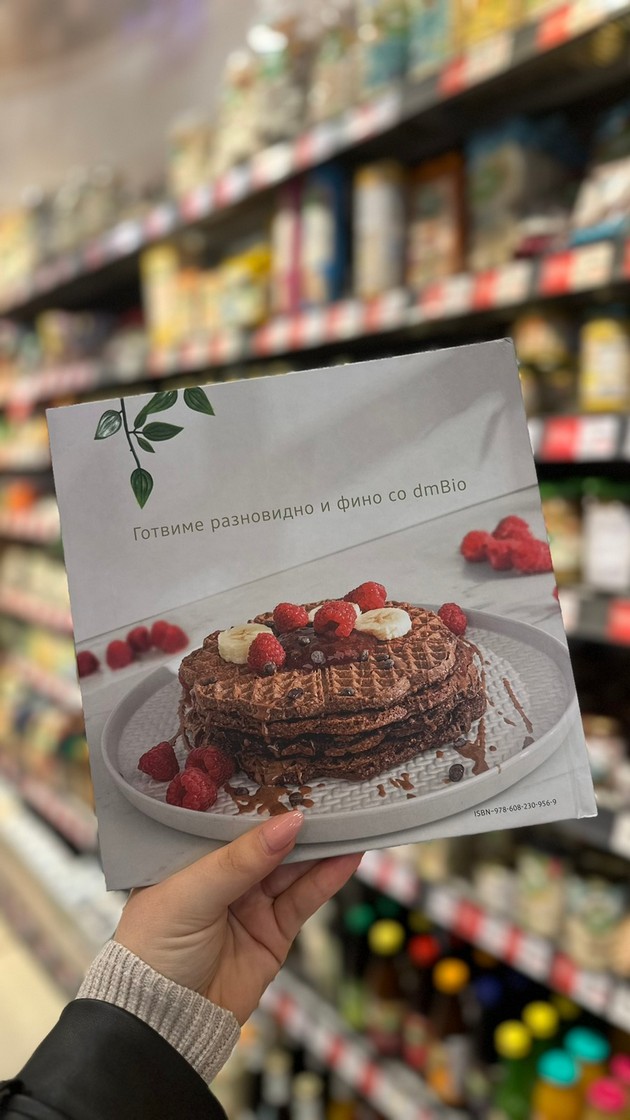 Готвиме разновидно и фино со dmBio
ISBN-978-608-230-956-9